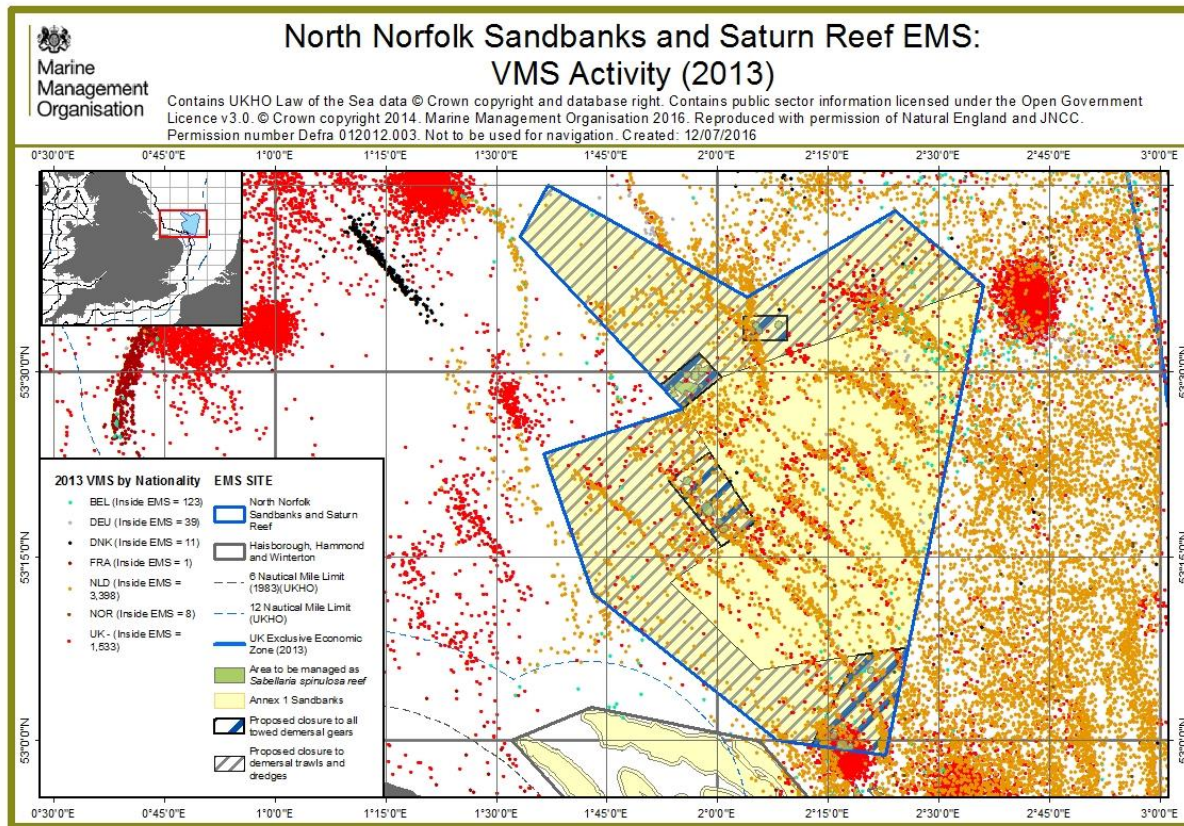 North Norfolk Sandbanks and Saturn Reef EMS:
VMS Activity (2013)
Marine
Management
Organisation
Contains UKHO Law of the Sea data © Crown copyright and database right. Contains public sector information licensed under the Open Government
Licence v3.0. © Crown copyright 2014. Marine Management Organisation 2016. Reproduced with permission of Natural England and JNCC.
Permission number Defra 012012.003. Not to be used for navigation. Created: 12/07/2016
0°30'0"E 0°45'0"E 1°0'0"E 1°15'0"E 1°30'0"E 1°45'0"E 2°0'0"E 2°15'0"E 2°30'0"E 2°45'0"E 3°0'0"E
53°30'0"N 53°30'0"N
53°15'0"N 53°15'0"N
53°0'0"N 53°0'0"N
2013 VMS by Nationality
BEL (Inside EMS = 123)
DEU (Inside EMS = 39)
DNK (Inside EMS = 11)
FRA (Inside EMS = 1)
NLD (Inside EMS =
3,398)
NOR (Inside EMS = 8)
UK - (Inside EMS =
1,533)
EMS SITE
North Norfolk
Sandbanks and Saturn
Reef
Haisborough, Hammond
and Winterton
6 Nautical Mile Limit
(1983)(UKHO)
12 Nautical Mile Limit
(UKHO)
UK Exclusive Economic
Zone (2013)
Area to be managed as
Sabellaria spinulosa reef
Annex 1 Sandbanks
Proposed closure to all
towed demersal gears
Proposed closure to
demersal trawls and
dredges
0°30'0"E 0°45'0"E 1°0'0"E 1°15'0"E 1°30'0"E 1°45'0"E 2°0'0"E 2°15'0"E 2°30'0"E 2°45'0"E 3°0'0"E